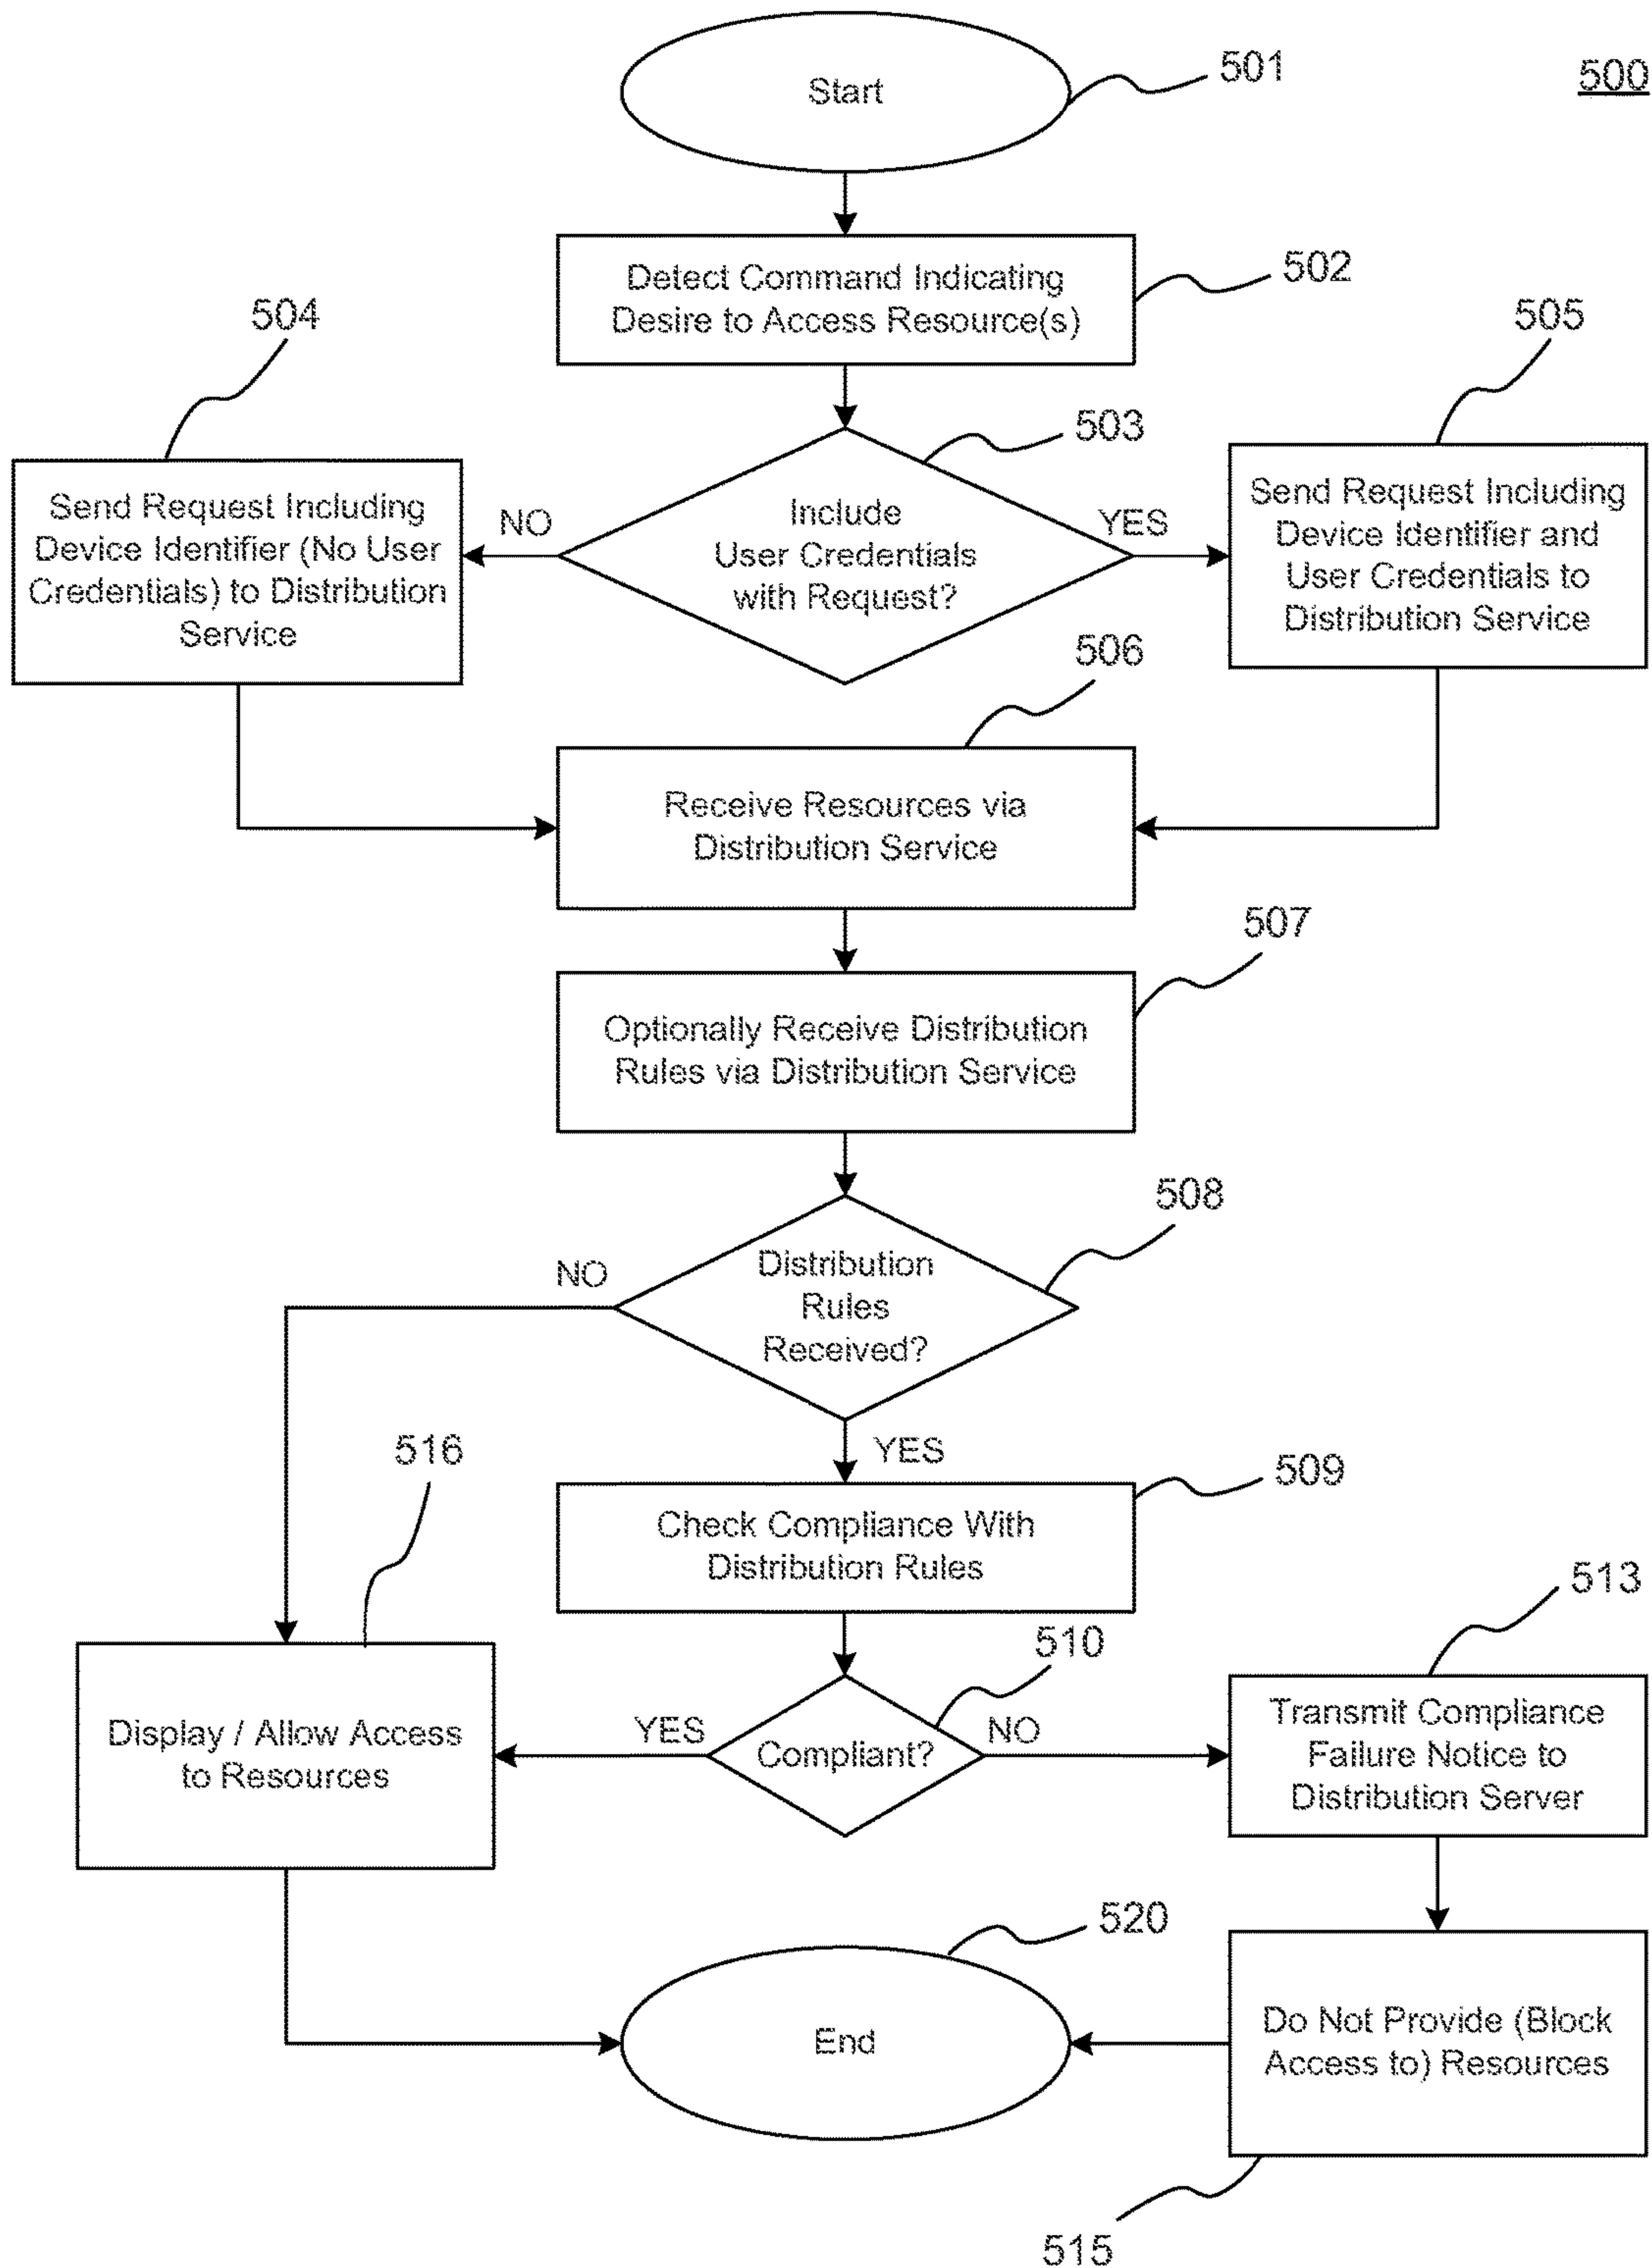 500
Start
501
Detect Command Indicating
Desire to Access Resource(s)
502
503
Include
User Credentials
with Request?
NO
YES
504
Send Request Including
Device Identifier (No User
Credentials) to Distribution
Service
505
Send Request Including
Device Identifier and
User Credentials to
Distribution Service
506
Receive Resources via
Distribution Service
507
Optionally Receive Distribution
Rules via Distribution Service
508
Distribution
Rules
Received?
NO
YES
509
Check Compliance With
Distribution Rules
510
Compliant?
YES
NO
516
Display / Allow Access
to Resources
513
Transmit Compliance
Failure Notice to
Distribution Server
520
End
Do Not Provide (Block
Access to) Resources
515